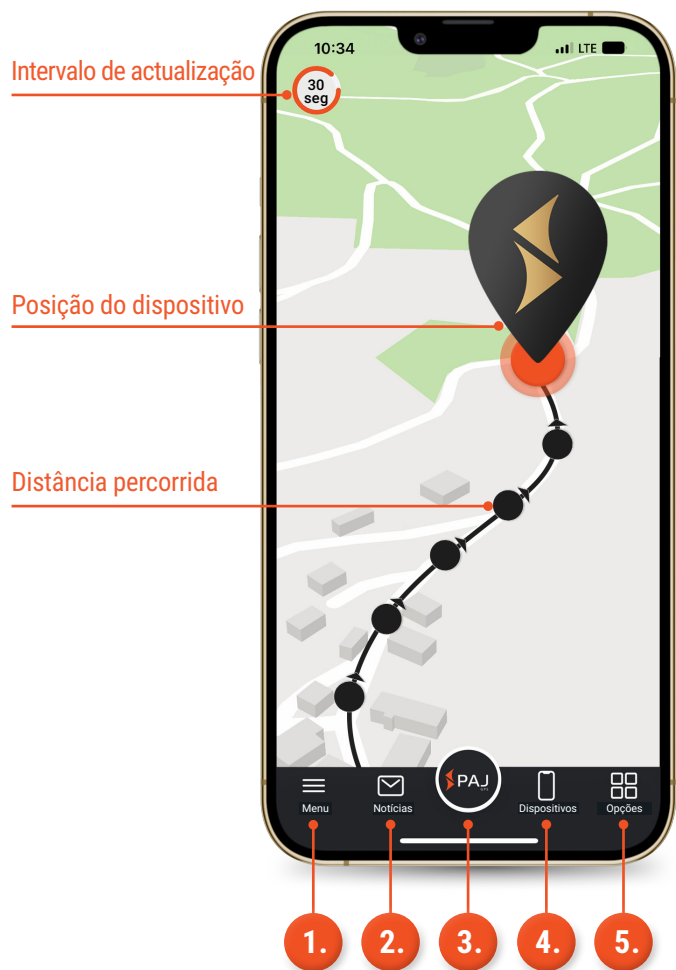 10:34
LTE
Intervalo de actualização
30
seg
Posição do dispositivo
Distância percorrida
PAJ
GPS
Menu
Notícias
Dispositivos
Opções
1.
2.
3.
4.
5.